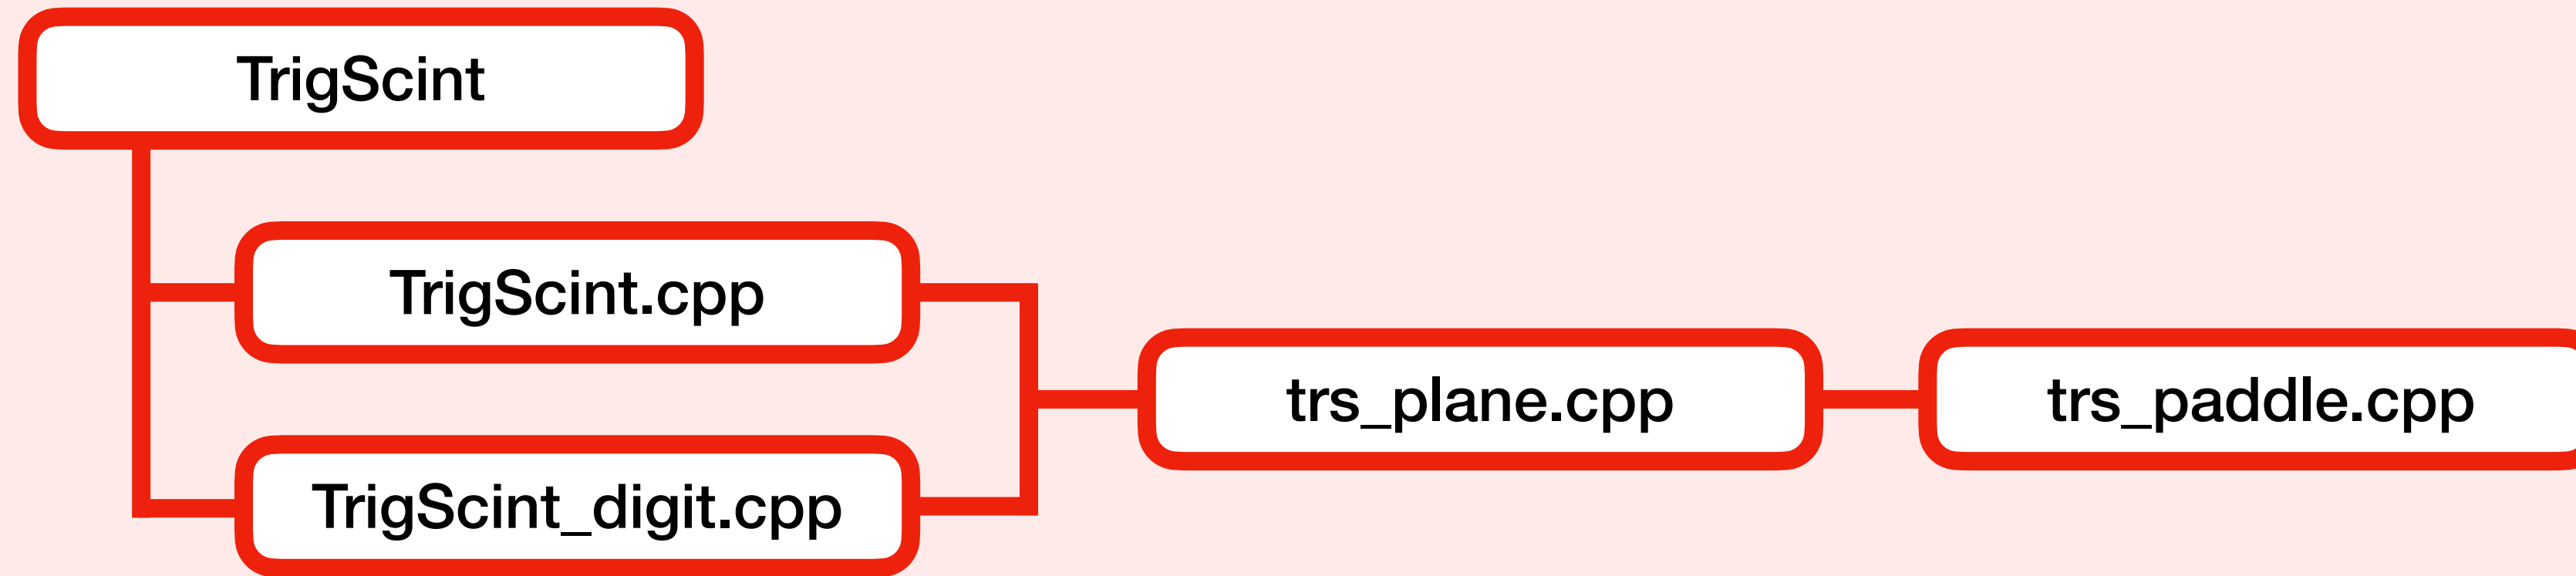 TrigScint
TrigScint.cpp
TrigScint_digit.cpp
trs_plane.cpp
trs_paddle.cpp